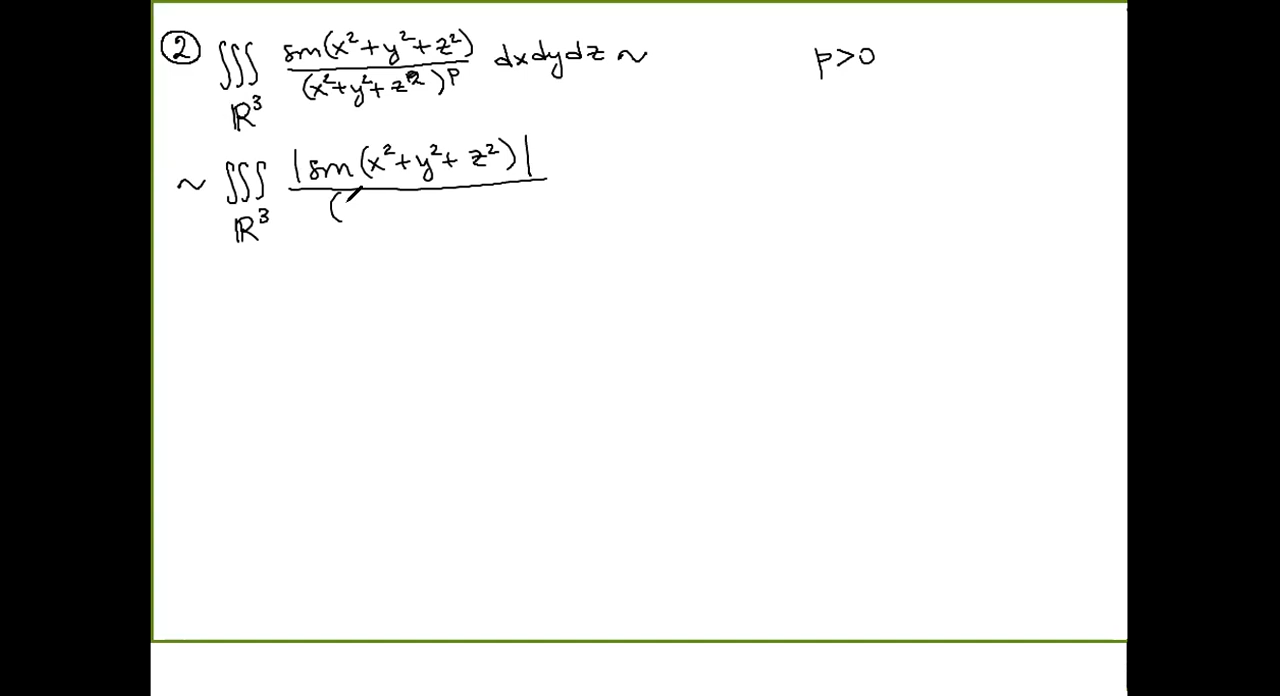 ② ∭_{ℝ³} sin(x²+y²+z²)/(x²+y²+z²)^p dxdydz ~ p>0
~ ∭_{ℝ³} |sin(x²+y²+z²)|/(